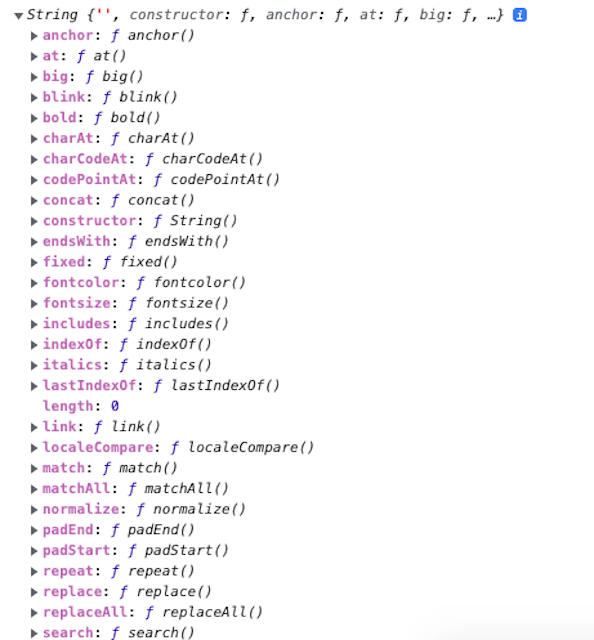 ▼String {'', constructor: ƒ, anchor: ƒ, at: ƒ, big: ƒ, …} i
▶anchor: ƒ anchor()
▶at: ƒ at()
▶big: ƒ big()
▶blink: ƒ blink()
▶bold: ƒ bold()
▶charAt: ƒ charAt()
▶charCodeAt: ƒ charCodeAt()
▶codePointAt: ƒ codePointAt()
▶concat: ƒ concat()
▶constructor: ƒ String()
▶endsWith: ƒ endsWith()
▶fixed: ƒ fixed()
▶fontcolor: ƒ fontcolor()
▶fontsize: ƒ fontsize()
▶includes: ƒ includes()
▶indexOf: ƒ indexOf()
▶italics: ƒ italics()
▶lastIndexOf: ƒ lastIndexOf()
length: 0
▶link: ƒ link()
▶localeCompare: ƒ localeCompare()
▶match: ƒ match()
▶matchAll: ƒ matchAll()
▶normalize: ƒ normalize()
▶padEnd: ƒ padEnd()
▶padStart: ƒ padStart()
▶repeat: ƒ repeat()
▶replace: ƒ replace()
▶replaceAll: ƒ replaceAll()
▶search: ƒ search()